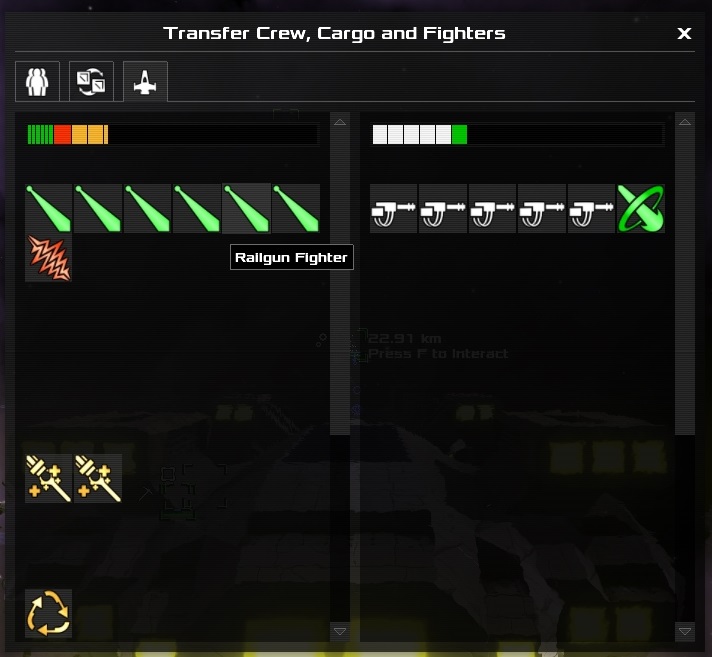 Transfer Crew, Cargo and Fighters
X
Railgun Fighter
22.91 km
Press F to interact